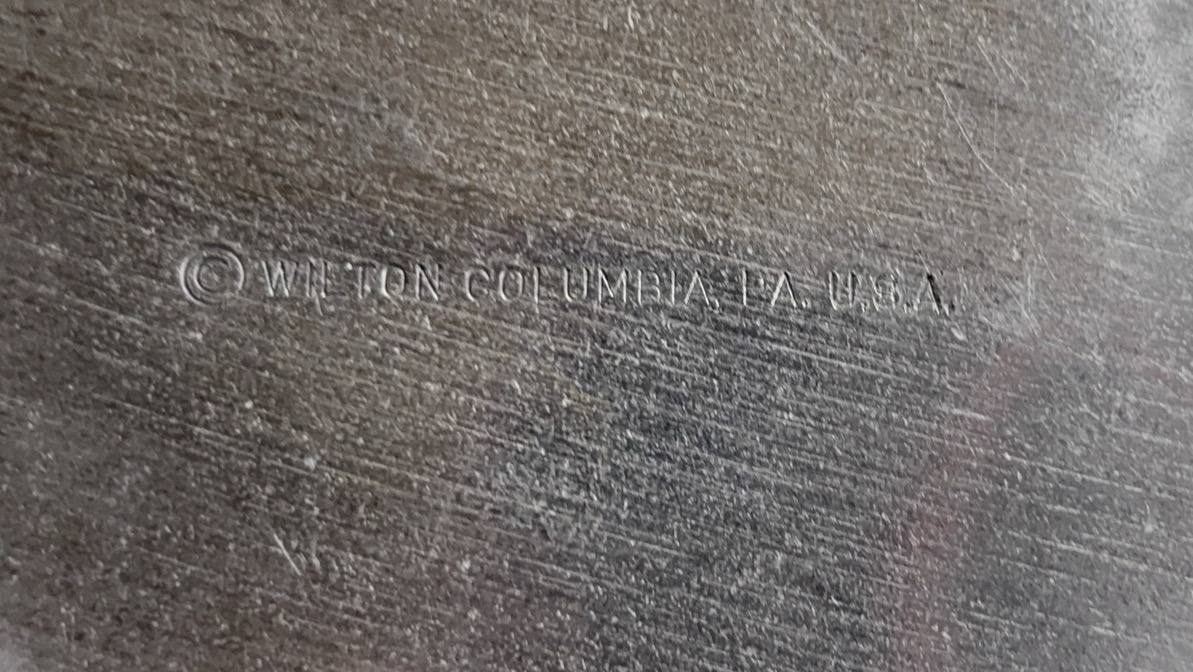 © WILTON COLUMBIA, PA. U.S.A.